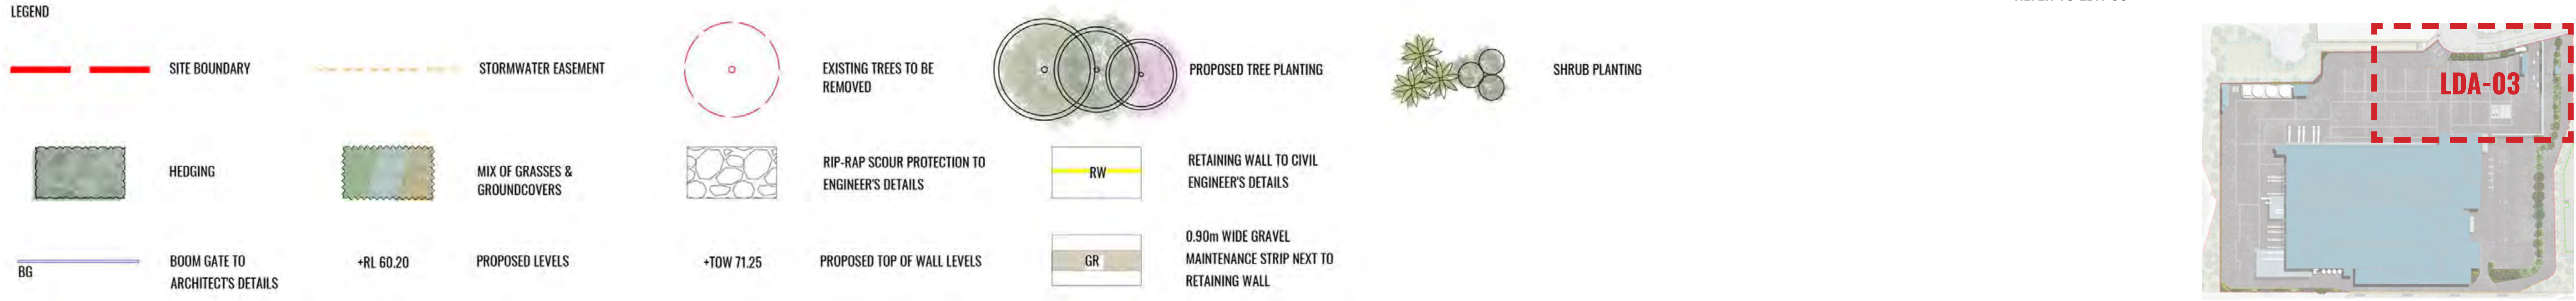 LEGEND
SITE BOUNDARY
STORMWATER EASEMENT
EXISTING TREES TO BE
REMOVED
PROPOSED TREE PLANTING
SHRUB PLANTING
HEDGING
MIX OF GRASSES &
GROUNDCOVERS
RIP-RAP SCOUR PROTECTION TO
ENGINEER'S DETAILS
RW
RETAINING WALL TO CIVIL
ENGINEER'S DETAILS
BG
BOOM GATE TO
ARCHITECT'S DETAILS
+RL 60.20
PROPOSED LEVELS
+TOW 71.25
PROPOSED TOP OF WALL LEVELS
GR
0.90m WIDE GRAVEL
MAINTENANCE STRIP NEXT TO
RETAINING WALL
LDA-03